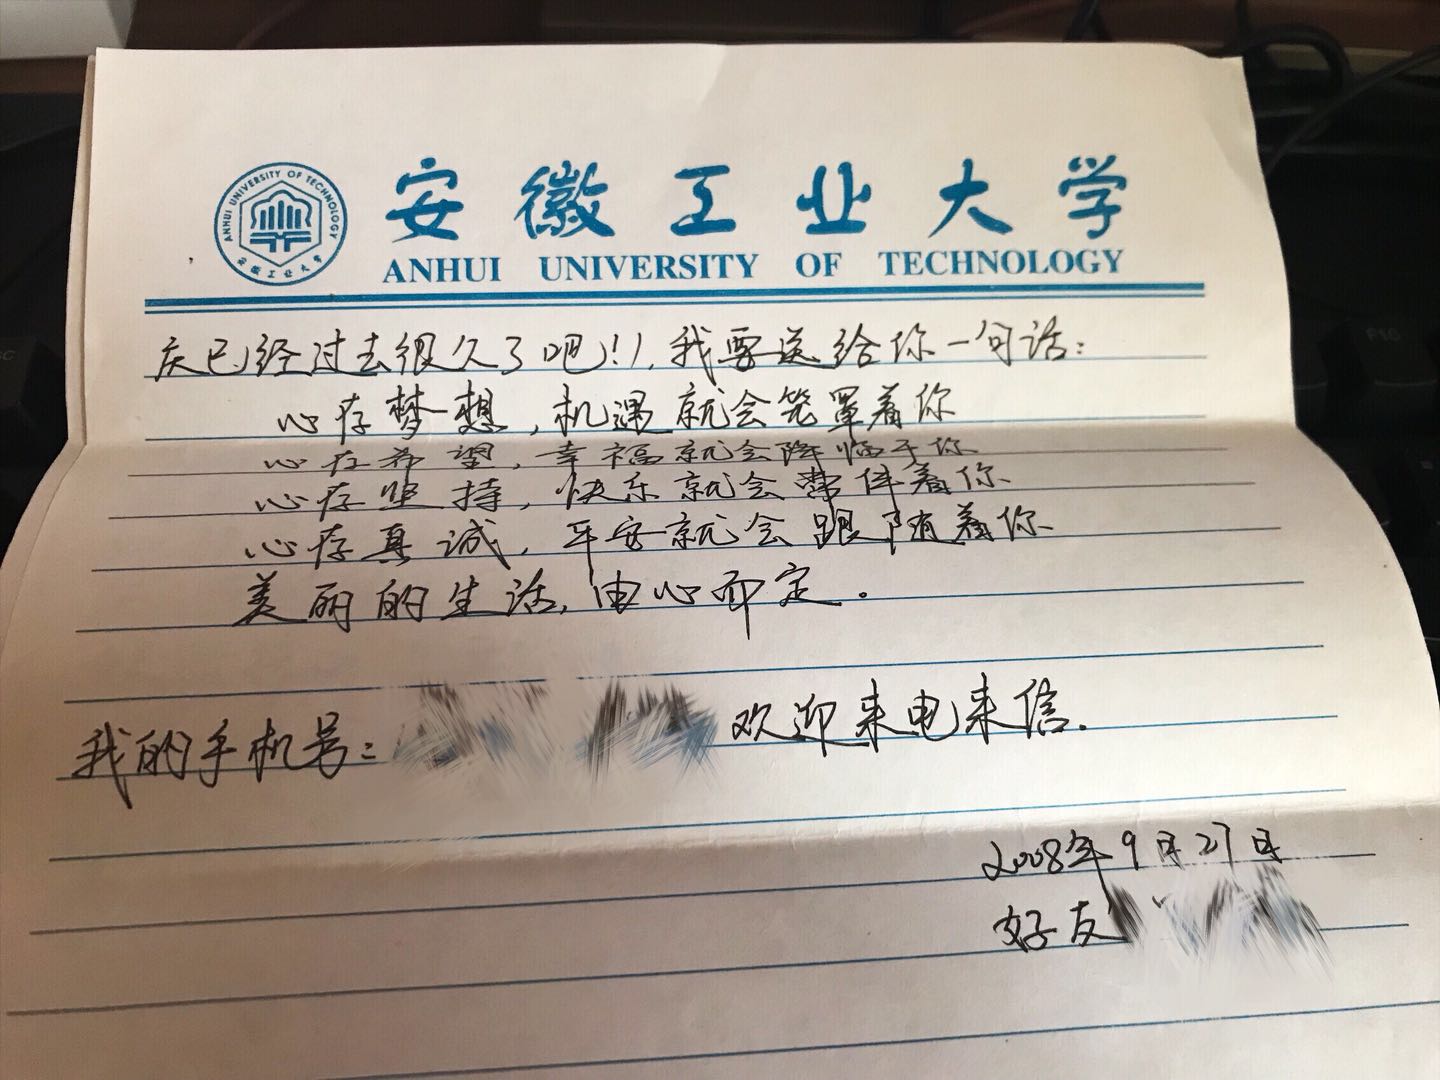 安徽工业大学
ANHUI UNIVERSITY OF TECHNOLOGY
ANHUI UNIVERSITY OF TECHNOLOGY
安徽工业大学
庆已经过去很久了吧!!,我要送给你一句话:
心存梦想,机遇就会笼罩着你
心存希望,幸福就会降临于你
心存坚持,快乐就会常伴着你
心存真诚,平安就会跟随着你
美丽的生活,由心而定.
我的手机号:
欢迎来电来信.
2008年9月27日
好友